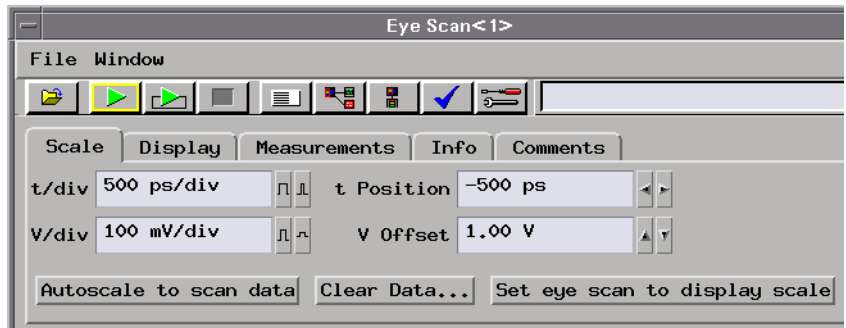 Eye Scan<1>
File Window
Scale Display Measurements Info Comments
t/div 500 ps/div t Position -500 ps
V/div 100 mV/div V Offset 1.00 V
Autoscale to scan data Clear Data... Set eye scan to display scale